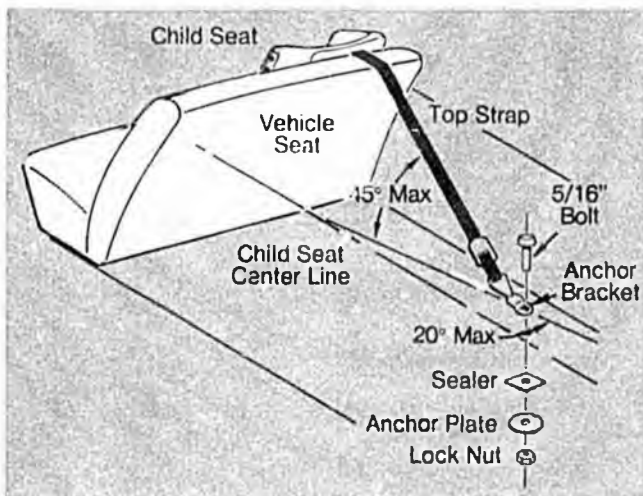 Child Seat
Vehicle
Seat
Top Strap
45° Max
5/16"
Bolt
Child Seat
Center Line
Anchor
Bracket
20° Max
Sealer
Anchor Plate
Lock Nut